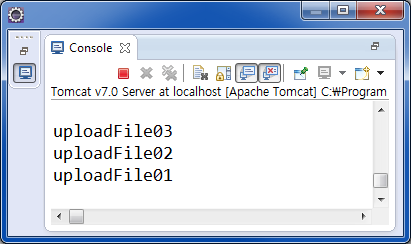 Console
Tomcat v7.0 Server at localhost [Apache Tomcat] C:₩Program
uploadFile03
uploadFile02
uploadFile01